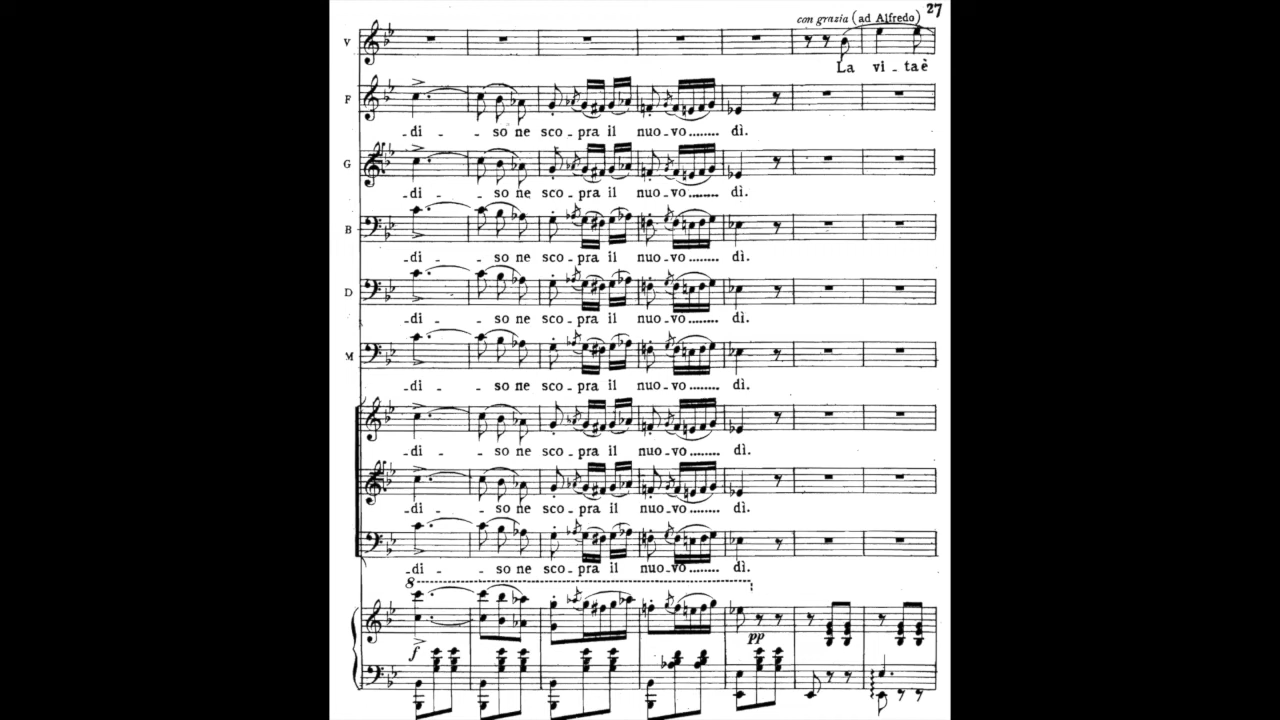 27
con grazia (ad Alfredo)
V
La vi - ta è
F
-di - - so ne sco - pra il nuo - vo........ dì.
G
-di - - so ne sco - pra il nuo - vo........ dì.
B
-di - - so ne sco - pra il nuo - vo........ dì.
D
-di - - so ne sco - pra il nuo - vo........ dì.
M
-di - - so ne sco - pra il nuo - vo........ dì.
-di - - so ne sco - pra il nuo - vo........ dì.
-di - - so ne sco - pra il nuo - vo........ dì.
-di - - so ne sco - pra il nuo - vo........ dì.
8
f
pp